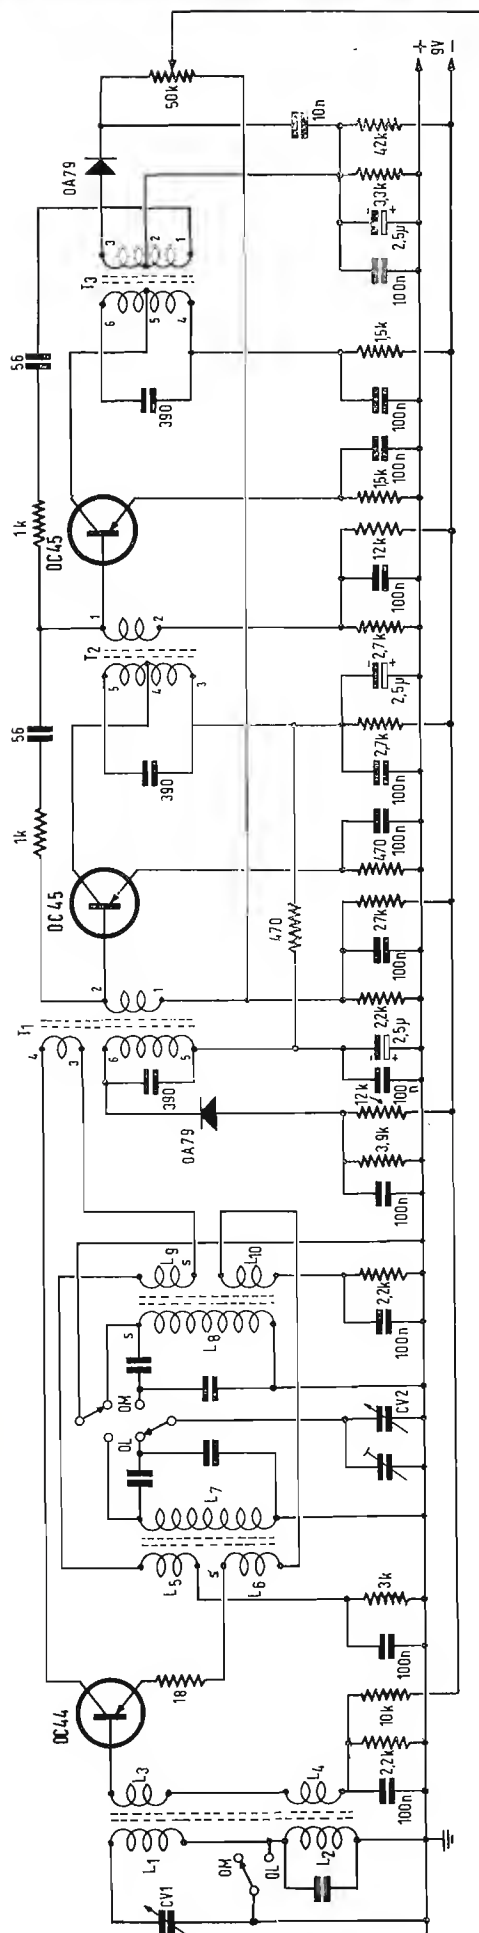 CV1
L1
L2
L3
L4
OM
OL
OC44
18
2,2k
100n
10k
100n
3k
L5
s
L6
L7
OL
OM
s
L8
L9
s
L10
CV2
100n
2,2k
T1
4
3
6
5
2
1
390
OA79
100n
3,9k
12k
100n
2,5µ
- +
2,2k
100n
27k
470
100n
470
OC45
1k
56
T2
5
4
3
1
2
390
100n
2,7k
2,5µ
- +
2,7k
100n
12k
15k
100n
100n
1,5k
OC45
1k
56
T3
6
5
4
3
2
1
390
OA79
100n
2,5µ
- +
3,3k
42k
10n
50k
+
9V
-